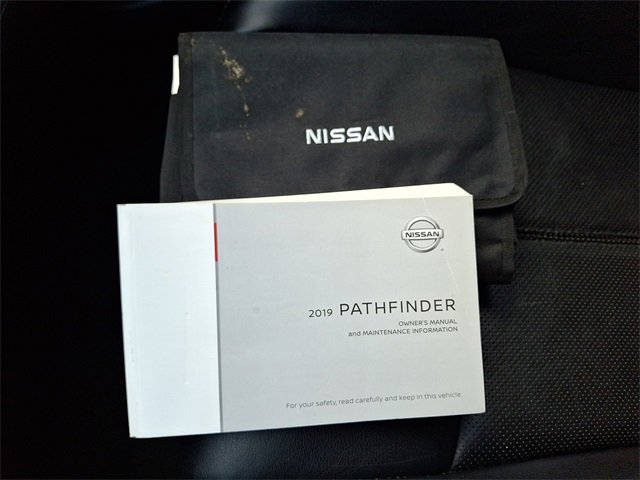 NISSAN
NISSAN
2019 PATHFINDER
OWNER'S MANUAL
and MAINTENANCE INFORMATION
For your safety, read carefully and keep in this vehicle.